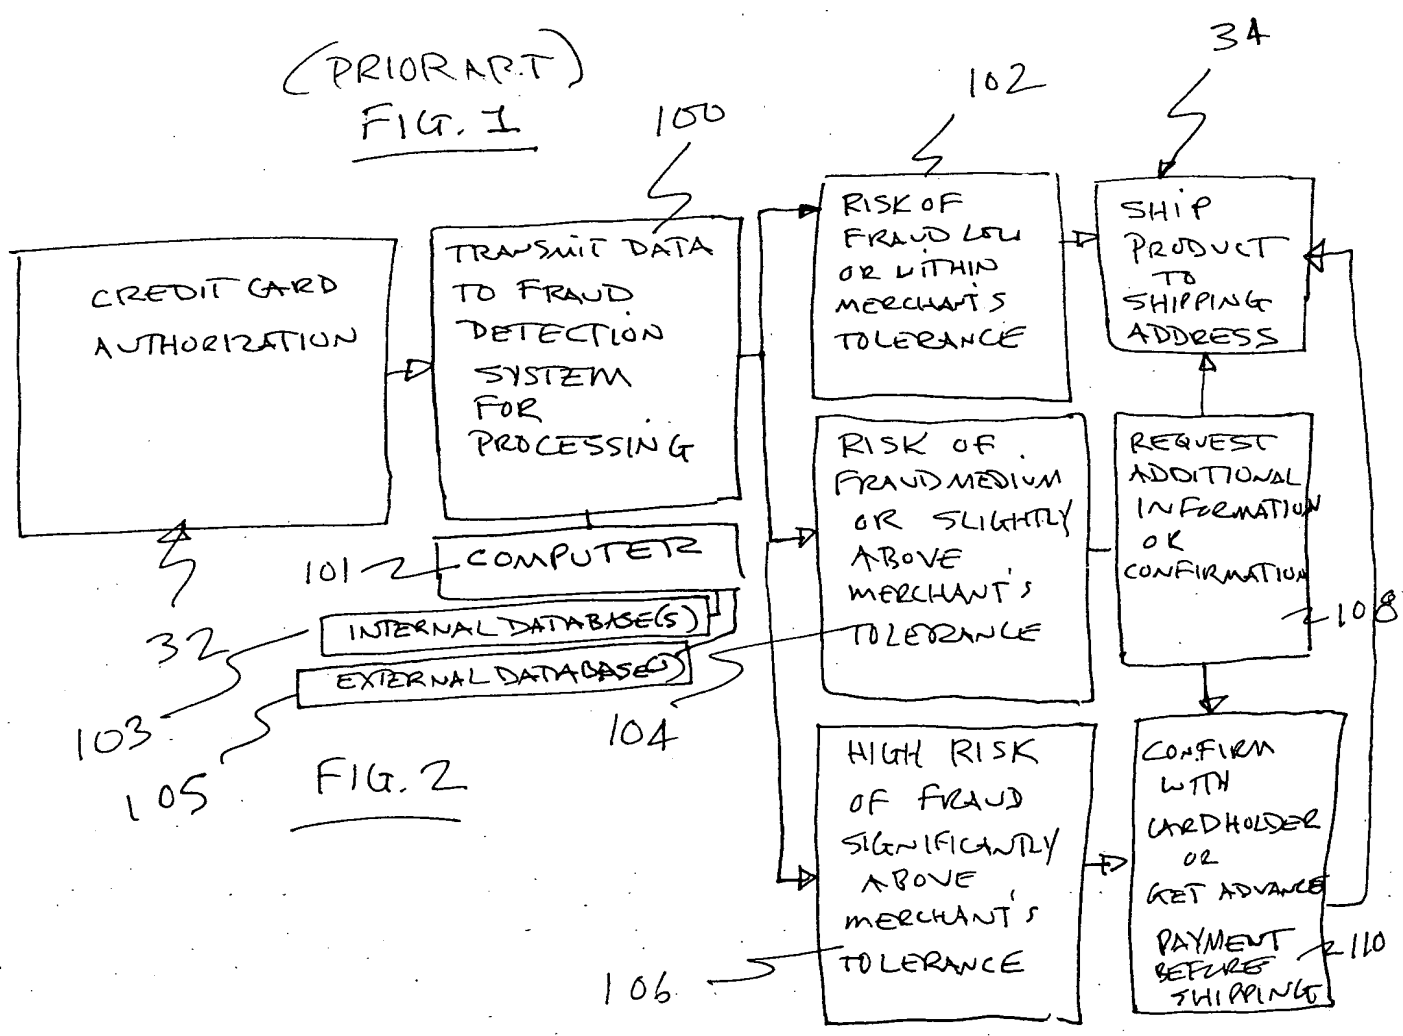 (PRIOR ART)
FIG. 1
100
102
34
CREDIT CARD
AUTHORIZATION
32
TRANSMIT DATA
TO FRAUD
DETECTION
SYSTEM
FOR
PROCESSING
COMPUTER
101
INTERNAL DATABASE(S)
103
EXTERNAL DATABASE(S)
105
FIG. 2
RISK OF
FRAUD LOW
OR WITHIN
MERCHANT'S
TOLERANCE
SHIP
PRODUCT
TO
SHIPPING
ADDRESS
RISK OF
FRAUD MEDIUM
OR SLIGHTLY
ABOVE
MERCHANT'S
TOLERANCE
104
REQUEST
ADDITIONAL
INFORMATION
OR
CONFIRMATION
108
HIGH RISK
OF FRAUD
SIGNIFICANTLY
ABOVE
MERCHANT'S
TOLERANCE
106
CONFIRM
WITH
CARDHOLDER
OR
GET ADVANCE
PAYMENT
BEFORE
SHIPPING
110